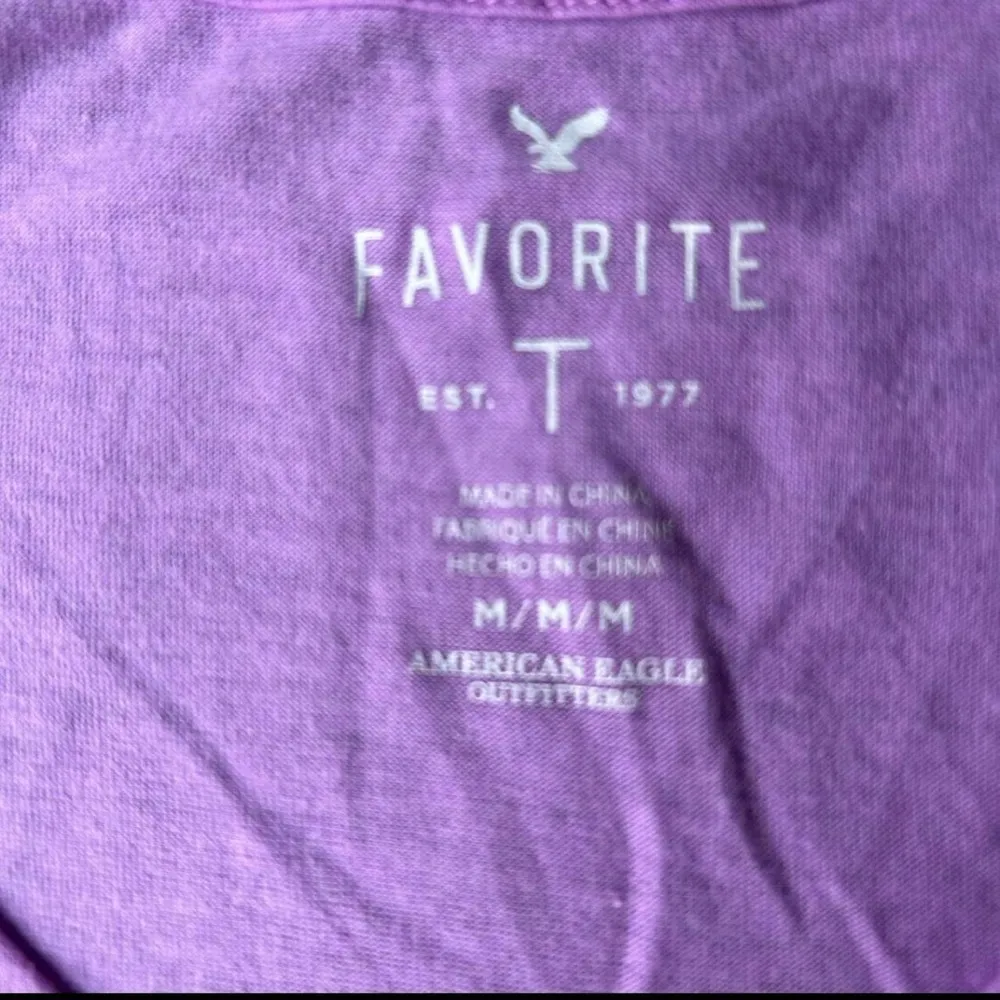 FAVORITE
EST. T 1977
MADE IN CHINA
FABRIQUÉ EN CHINE
HECHO EN CHINA
M/M/M
AMERICAN EAGLE
OUTFITTERS